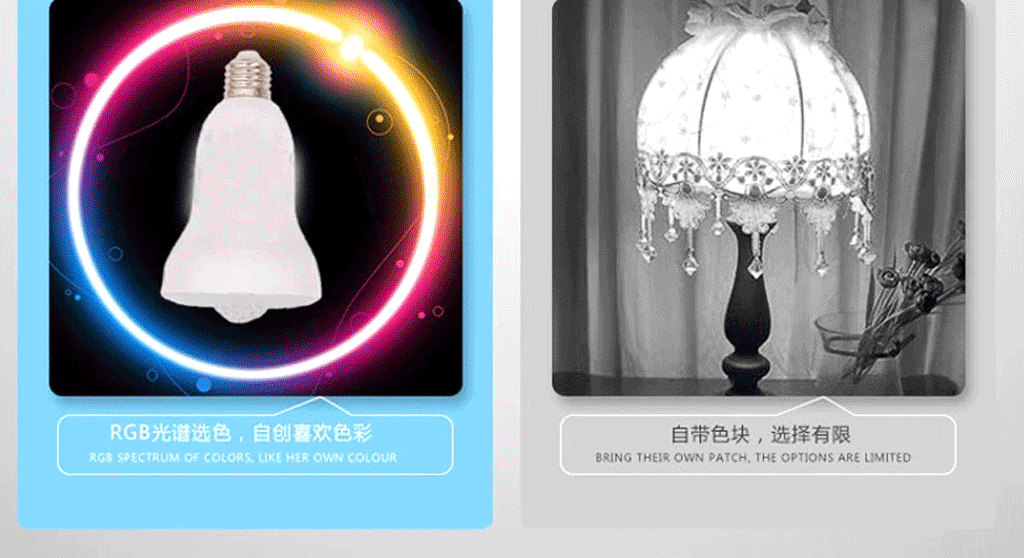 RGB光谱选色，自创喜欢色彩
RGB SPECTRUM OF COLORS, LIKE HER OWN COLOUR
自带色块，选择有限
BRING THEIR OWN PATCH, THE OPTIONS ARE LIMITED